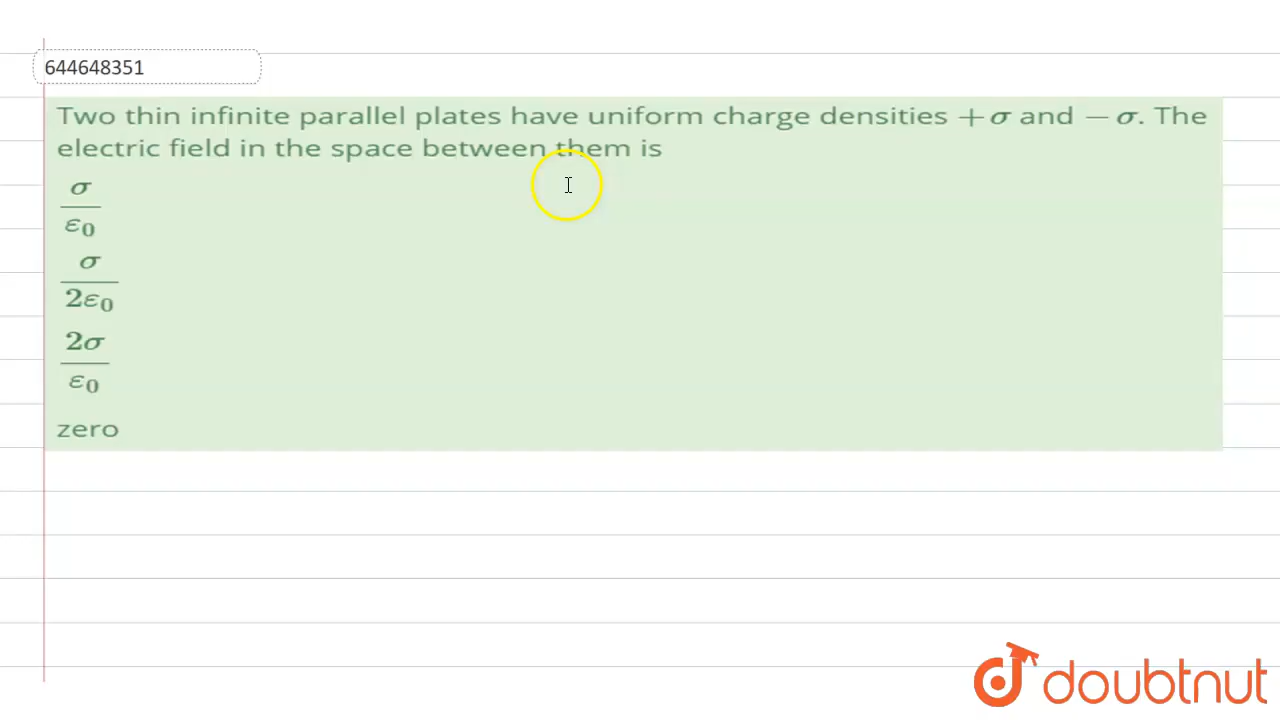 644648351
Two thin infinite parallel plates have uniform charge densities +σ and −σ. The
electric field in the space between them is
σ
ε₀
σ
2ε₀
2σ
ε₀
zero
doubtnut